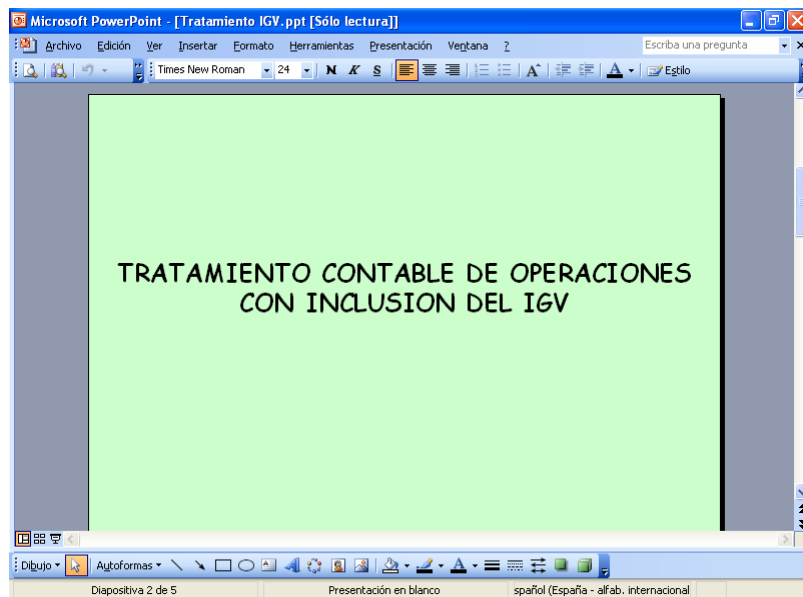 Microsoft PowerPoint - [Tratamiento IGV.ppt [Sólo lectura]]
Archivo Edición Ver Insertar Formato Herramientas Presentación Ventana ? Escriba una pregunta
Times New Roman 24 N K S A A Estilo
TRATAMIENTO CONTABLE DE OPERACIONES
CON INCLUSION DEL IGV
Dibujo Autoformas A A A
Diapositiva 2 de 5 Presentación en blanco spañol (España - alfab. internacional